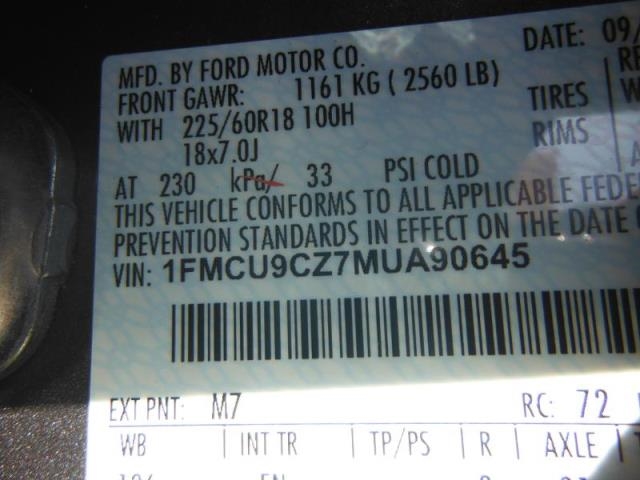 MFD. BY FORD MOTOR CO.
DATE: 09/
FRONT GAWR: 1161 KG ( 2560 LB)
WITH 225/60R18 100H
TIRES
18x7.0J
RIMS
AT 230 kPa/ 33 PSI COLD
THIS VEHICLE CONFORMS TO ALL APPLICABLE FEDE
PREVENTION STANDARDS IN EFFECT ON THE DATE
VIN: 1FMCU9CZ7MUA90645
EXT PNT: M7
RC: 72
WB INT TR TP/PS R AXLE